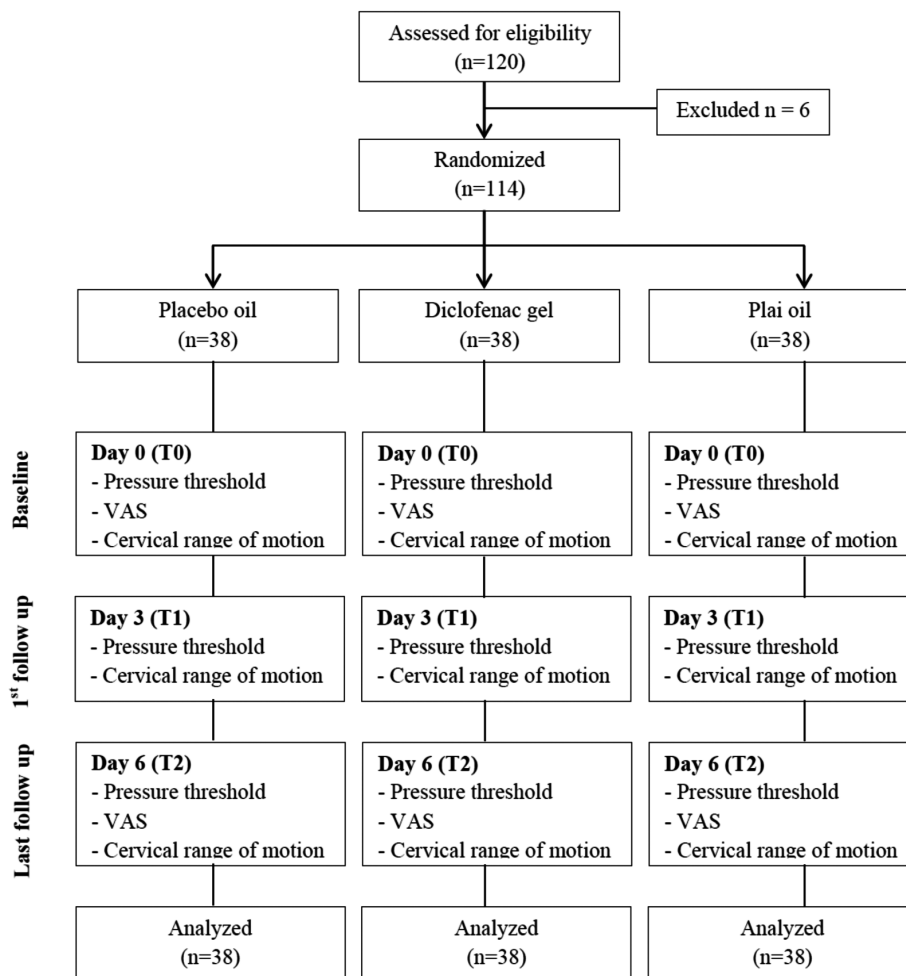 Assessed for eligibility
(n=120)
Excluded n = 6
Randomized
(n=114)
Placebo oil
(n=38)
Diclofenac gel
(n=38)
Plai oil
(n=38)
Baseline
Day 0 (T0)
- Pressure threshold
- VAS
- Cervical range of motion
Day 0 (T0)
- Pressure threshold
- VAS
- Cervical range of motion
Day 0 (T0)
- Pressure threshold
- VAS
- Cervical range of motion
1st follow up
Day 3 (T1)
- Pressure threshold
- Cervical range of motion
Day 3 (T1)
- Pressure threshold
- Cervical range of motion
Day 3 (T1)
- Pressure threshold
- Cervical range of motion
Last follow up
Day 6 (T2)
- Pressure threshold
- VAS
- Cervical range of motion
Day 6 (T2)
- Pressure threshold
- VAS
- Cervical range of motion
Day 6 (T2)
- Pressure threshold
- VAS
- Cervical range of motion
Analyzed
(n=38)
Analyzed
(n=38)
Analyzed
(n=38)